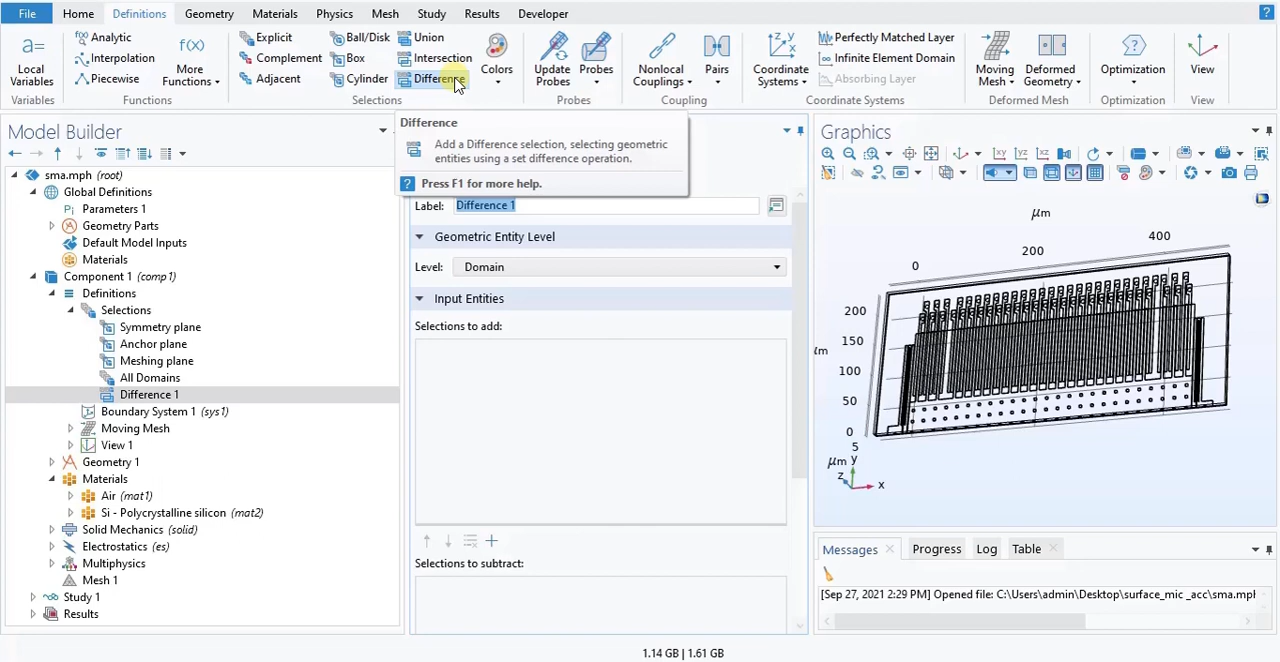 File Home Definitions Geometry Materials Physics Mesh Study Results Developer ?
a= Local Variables
Variables
f(x) Analytic
Interpolation
Piecewise
f(x) More Functions
Functions
Explicit
Complement
Adjacent
Ball/Disk
Box
Cylinder
Union
Intersection
Difference
Colors
Selections
Update Probes
Probes
Probes
Nonlocal Couplings
Pairs
Coupling
Coordinate Systems
Perfectly Matched Layer
Infinite Element Domain
Absorbing Layer
Coordinate Systems
Moving Mesh
Deformed Geometry
Deformed Mesh
Optimization
Optimization
View
View
Model Builder
sma.mph (root)
Global Definitions
Parameters 1
Geometry Parts
Default Model Inputs
Materials
Component 1 (comp1)
Definitions
Selections
Symmetry plane
Anchor plane
Meshing plane
All Domains
Difference 1
Boundary System 1 (sys1)
Moving Mesh
View 1
Geometry 1
Materials
Air (mat1)
Si - Polycrystalline silicon (mat2)
Solid Mechanics (solid)
Electrostatics (es)
Multiphysics
Mesh 1
Study 1
Results
Difference
Add a Difference selection, selecting geometric
entities using a set difference operation.
? Press F1 for more help.
Label: Difference 1
Geometric Entity Level
Level: Domain
Input Entities
Selections to add:
Selections to subtract:
Graphics
xy yz xz
µm
400
200
0
200
150
100
50
0
5
µm
y
z
x
Messages Progress Log Table
[Sep 27, 2021 2:29 PM] Opened file: C:\Users\admin\Desktop\surface_mic _acc\sma.mph
1.14 GB | 1.61 GB